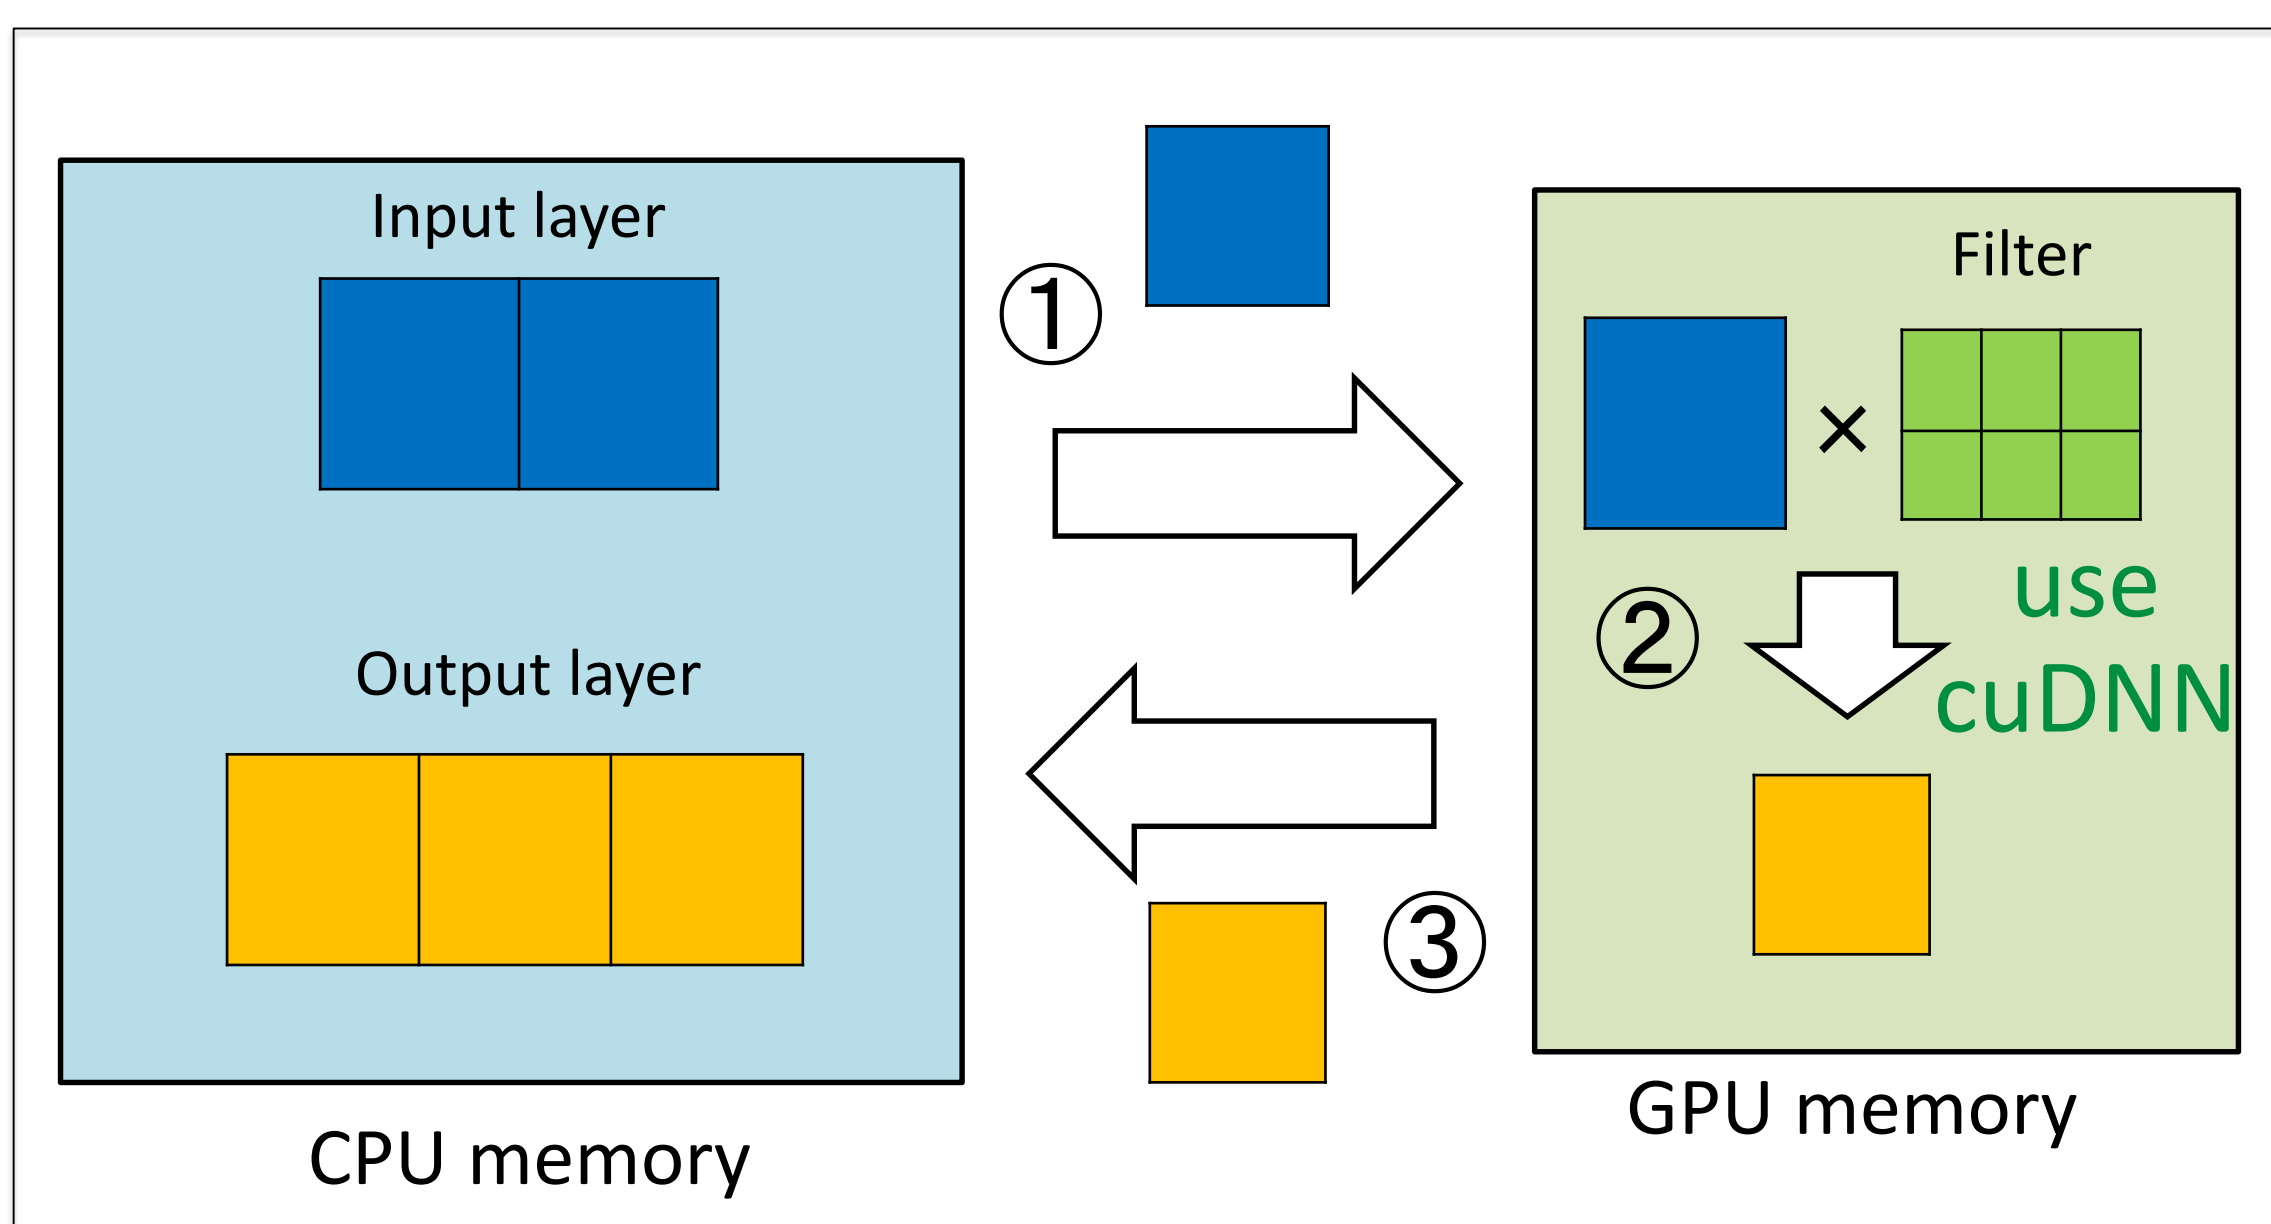 Input layer
Output layer
CPU memory
①
③
Filter
×
②
use
cuDNN
GPU memory